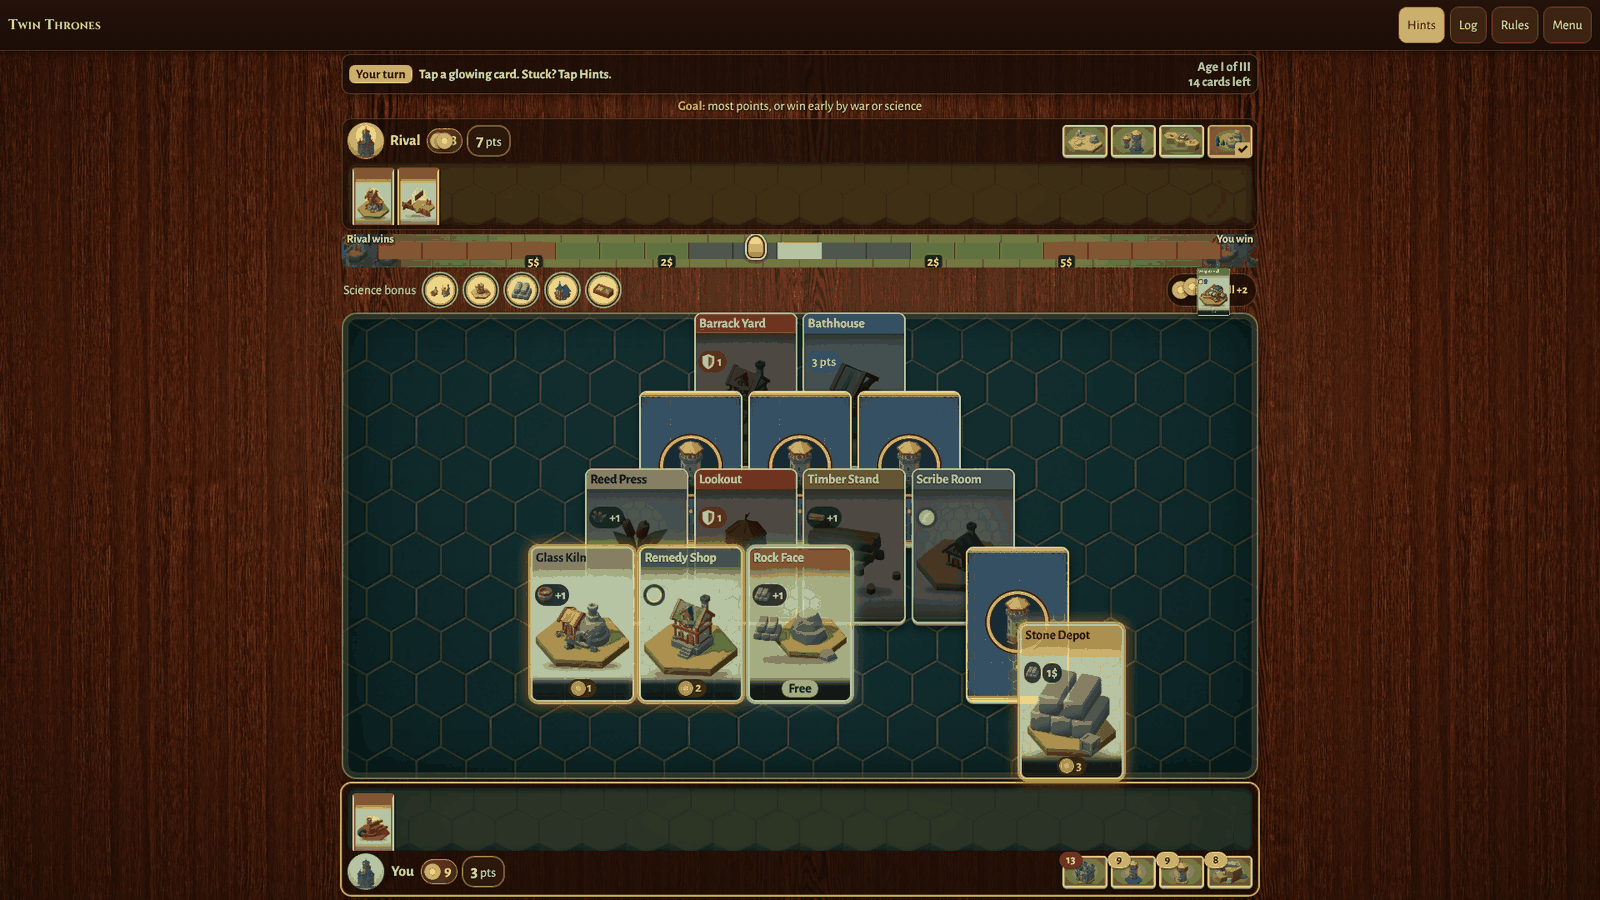 Twin Thrones
Hints
Log
Rules
Menu
Your turn
Tap a glowing card. Stuck? Tap Hints.
Age I of III
14 cards left
Goal: most points, or win early by war or science
Rival
7 pts
Rival wins
You win
5$
2$
2$
5$
Science bonus
+2
Barrack Yard
1
Bathhouse
3 pts
Reed Press
+1
Lookout
1
Timber Stand
+1
Scribe Room
Glass Kiln
+1
1
Remedy Shop
2
Rock Face
+1
Free
Stone Depot
1$
3
You
9
3 pts
13
9
9
8